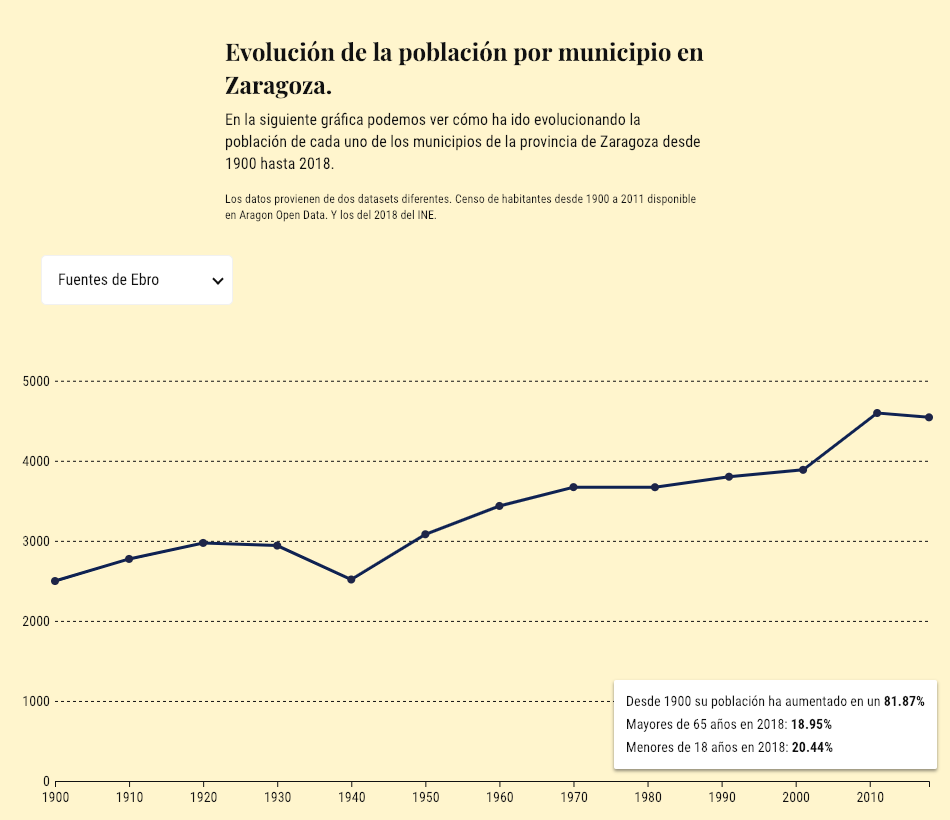 Evolución de la población por municipio en
Zaragoza.
En la siguiente gráfica podemos ver cómo ha ido evolucionando la
población de cada uno de los municipios de la provincia de Zaragoza desde
1900 hasta 2018.
Los datos provienen de dos datasets diferentes. Censo de habitantes desde 1900 a 2011 disponible
en Aragon Open Data. Y los del 2018 del INE.
Fuentes de Ebro
5000
4000
3000
2000
1000
0
Desde 1900 su población ha aumentado en un 81.87%
Mayores de 65 años en 2018: 18.95%
Menores de 18 años en 2018: 20.44%
1900 1910 1920 1930 1940 1950 1960 1970 1980 1990 2000 2010